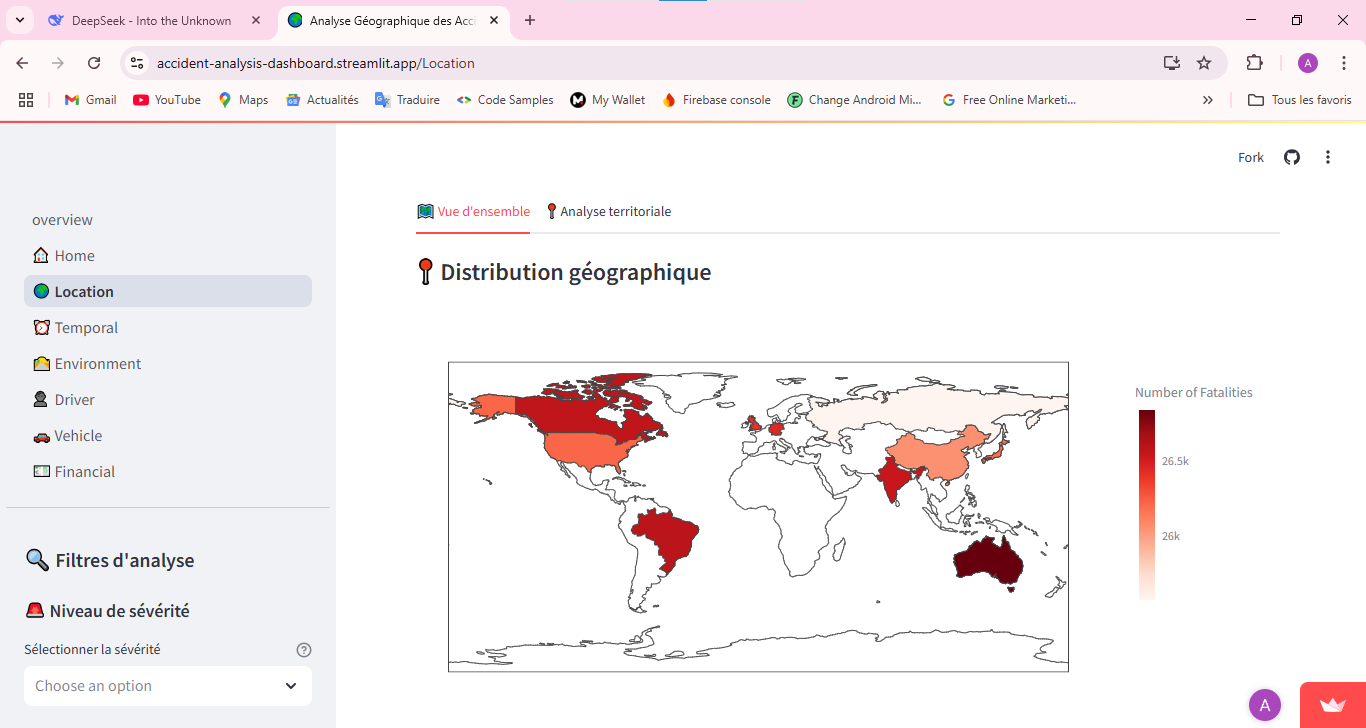 DeepSeek - Into the Unknown
Analyse Géographique des Acc
accident-analysis-dashboard.streamlit.app/Location
A
Gmail
YouTube
Maps
Actualités
Traduire
Code Samples
My Wallet
Firebase console
Change Android Mi...
Free Online Marketi...
Tous les favoris
Fork
overview
Home
Location
Temporal
Environment
Driver
Vehicle
Financial
Filtres d'analyse
Niveau de sévérité
Sélectionner la sévérité
Choose an option
Vue d'ensemble
Analyse territoriale
Distribution géographique
Number of Fatalities
26.5k
26k
A